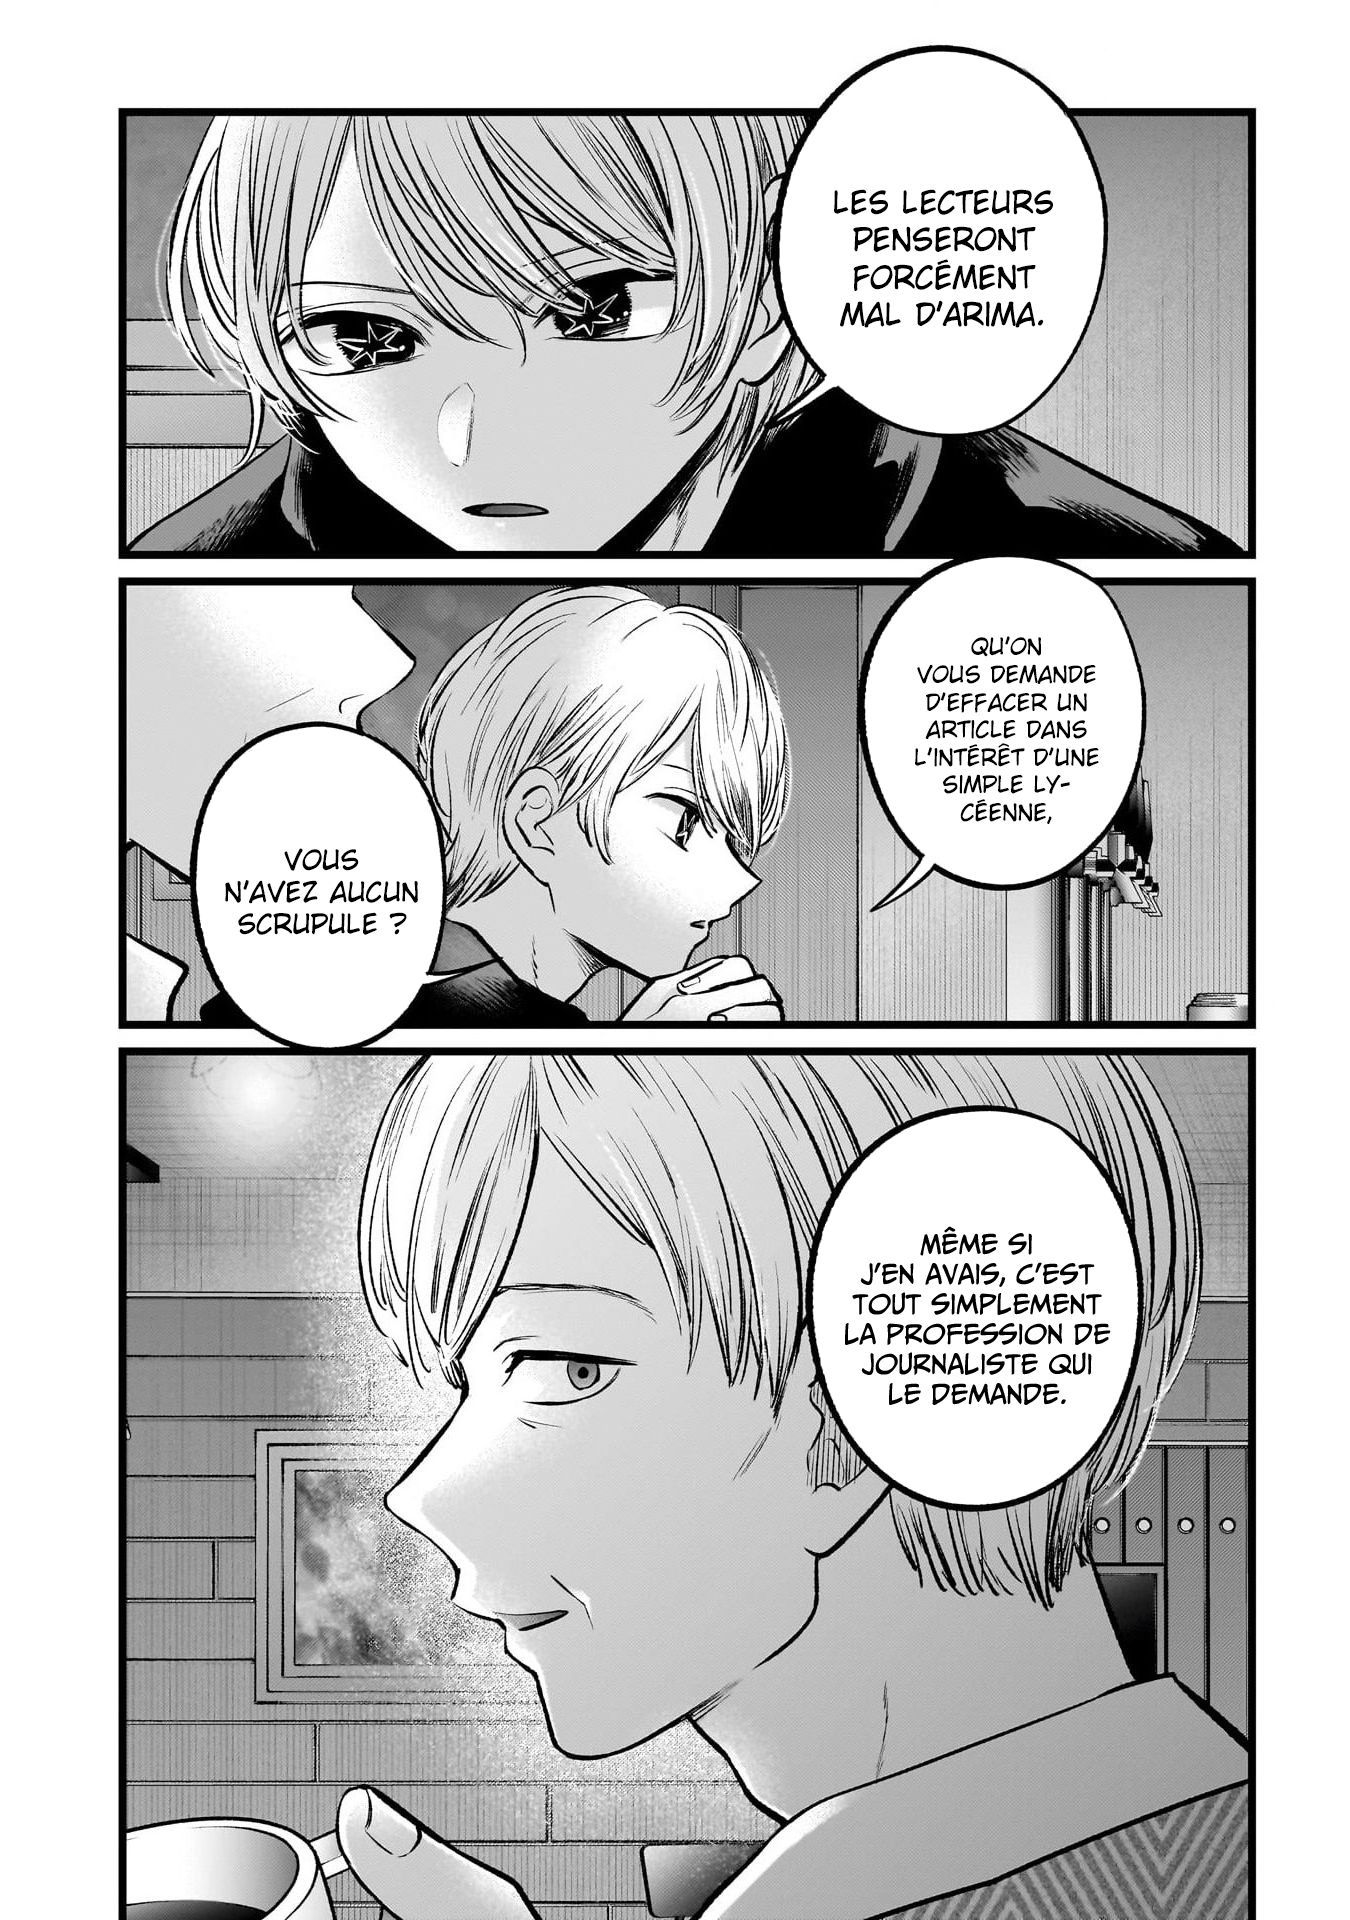 LES LECTEURS
PENSERONT
FORCÉMENT
MAL D'ARIMA.
QU'ON
VOUS DEMANDE
D'EFFACER UN
ARTICLE DANS
L'INTÉRÊT D'UNE
SIMPLE LY-
CÉENNE,
VOUS
N'AVEZ AUCUN
SCRUPULE ?
MÊME SI
J'EN AVAIS, C'EST
TOUT SIMPLEMENT
LA PROFESSION DE
JOURNALISTE QUI
LE DEMANDE.